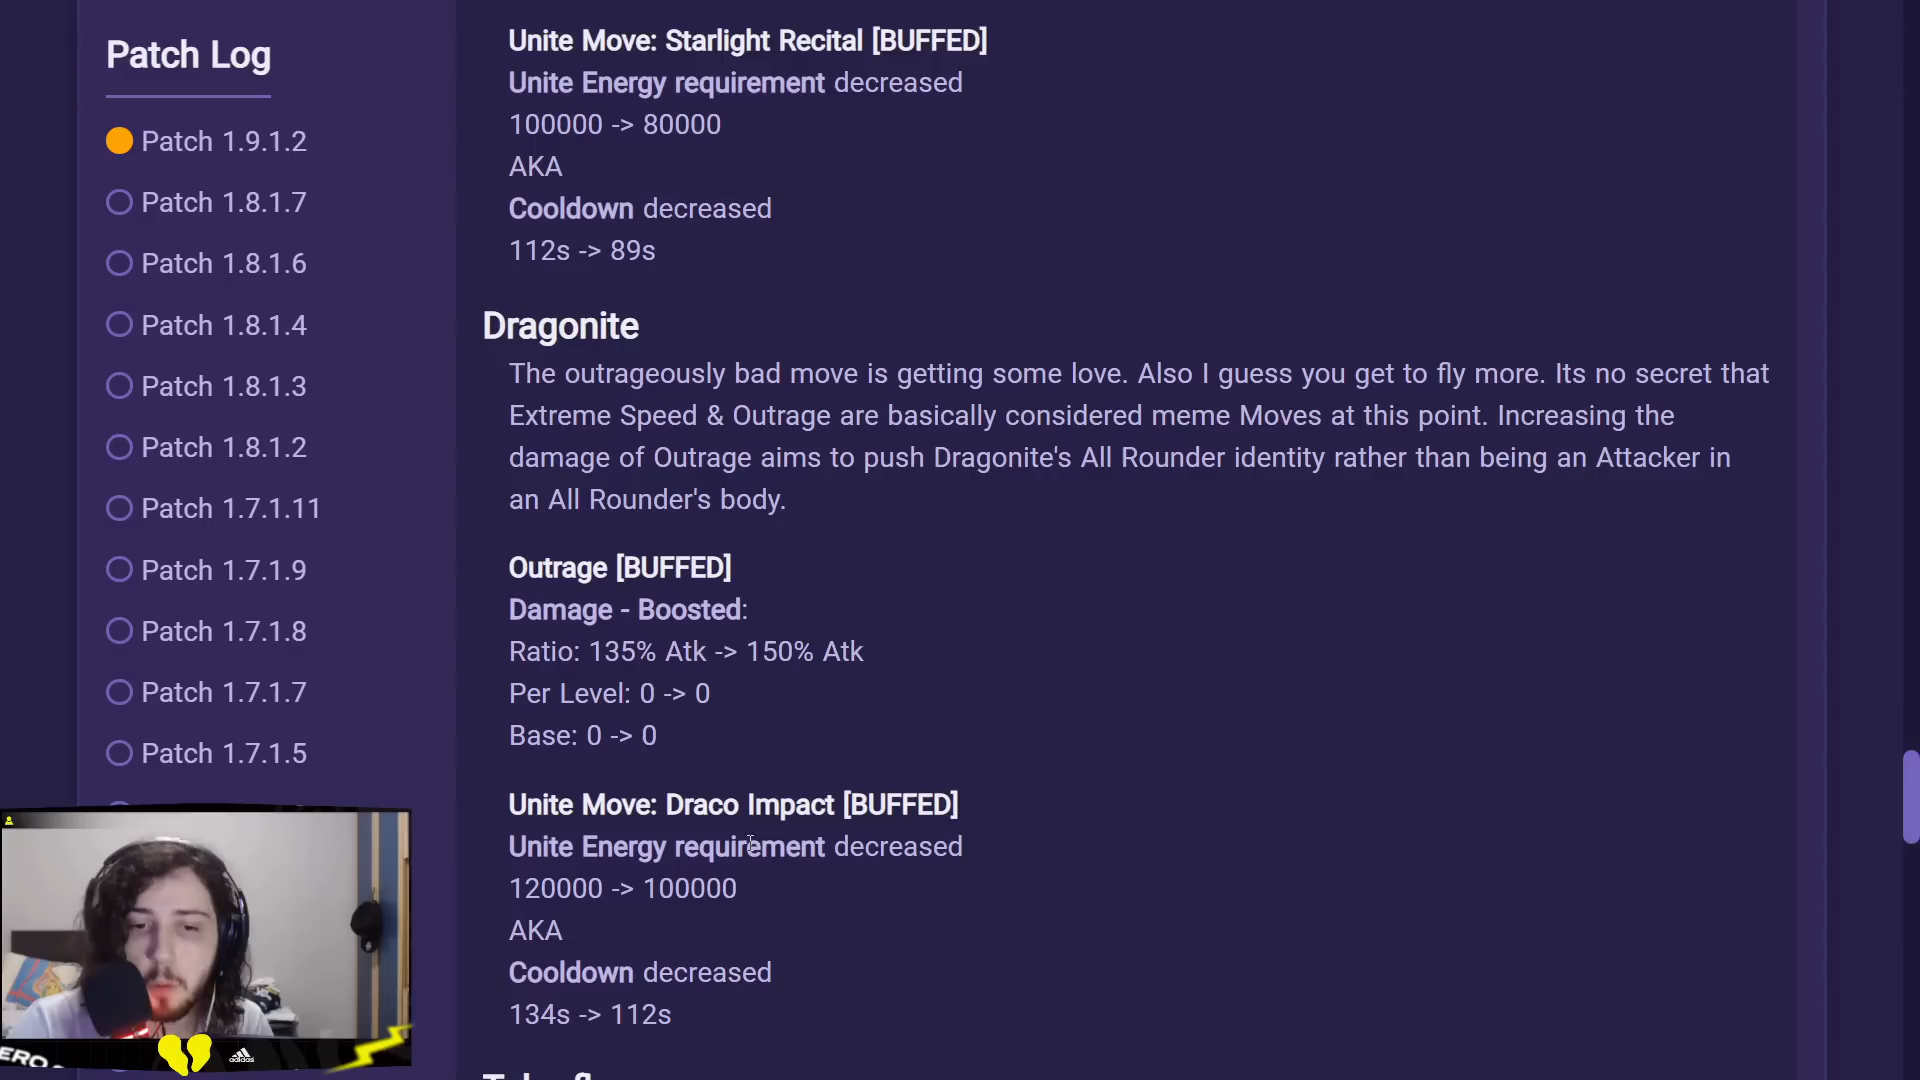 Patch Log
Patch 1.9.1.2
Patch 1.8.1.7
Patch 1.8.1.6
Patch 1.8.1.4
Patch 1.8.1.3
Patch 1.8.1.2
Patch 1.7.1.11
Patch 1.7.1.9
Patch 1.7.1.8
Patch 1.7.1.7
Patch 1.7.1.5
Unite Move: Starlight Recital [BUFFED]
Unite Energy requirement decreased
100000 -> 80000
AKA
Cooldown decreased
112s -> 89s
Dragonite
The outrageously bad move is getting some love. Also I guess you get to fly more. Its no secret that
Extreme Speed & Outrage are basically considered meme Moves at this point. Increasing the
damage of Outrage aims to push Dragonite's All Rounder identity rather than being an Attacker in
an All Rounder's body.
Outrage [BUFFED]
Damage - Boosted:
Ratio: 135% Atk -> 150% Atk
Per Level: 0 -> 0
Base: 0 -> 0
Unite Move: Draco Impact [BUFFED]
Unite Energy requirement decreased
120000 -> 100000
AKA
Cooldown decreased
134s -> 112s
adidas